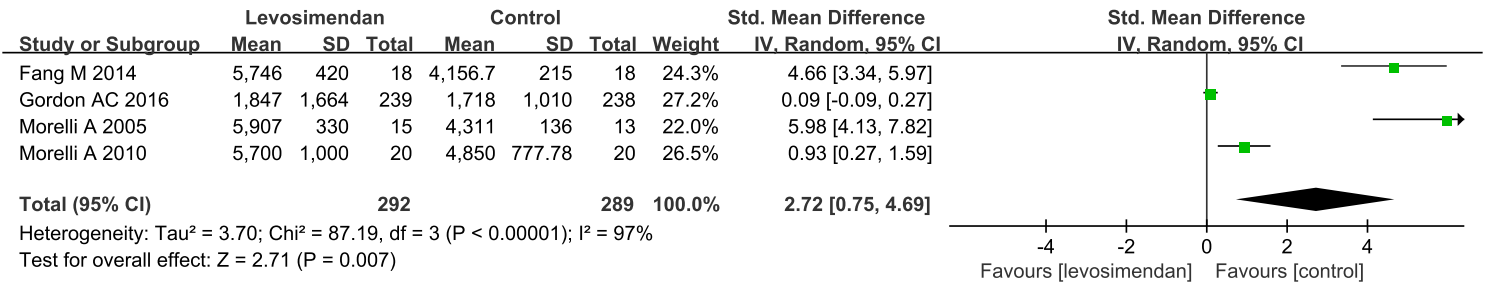 Levosimendan Control Std. Mean Difference Std. Mean Difference
Study or Subgroup Mean SD Total Mean SD Total Weight IV, Random, 95% CI IV, Random, 95% CI
Fang M 2014 5,746 420 18 4,156.7 215 18 24.3% 4.66 [3.34, 5.97]
Gordon AC 2016 1,847 1,664 239 1,718 1,010 238 27.2% 0.09 [-0.09, 0.27]
Morelli A 2005 5,907 330 15 4,311 136 13 22.0% 5.98 [4.13, 7.82]
Morelli A 2010 5,700 1,000 20 4,850 777.78 20 26.5% 0.93 [0.27, 1.59]
Total (95% CI) 292 289 100.0% 2.72 [0.75, 4.69]
Heterogeneity: Tau² = 3.70; Chi² = 87.19, df = 3 (P < 0.00001); I² = 97%
Test for overall effect: Z = 2.71 (P = 0.007)
-4 -2 0 2 4
Favours [levosimendan] Favours [control]